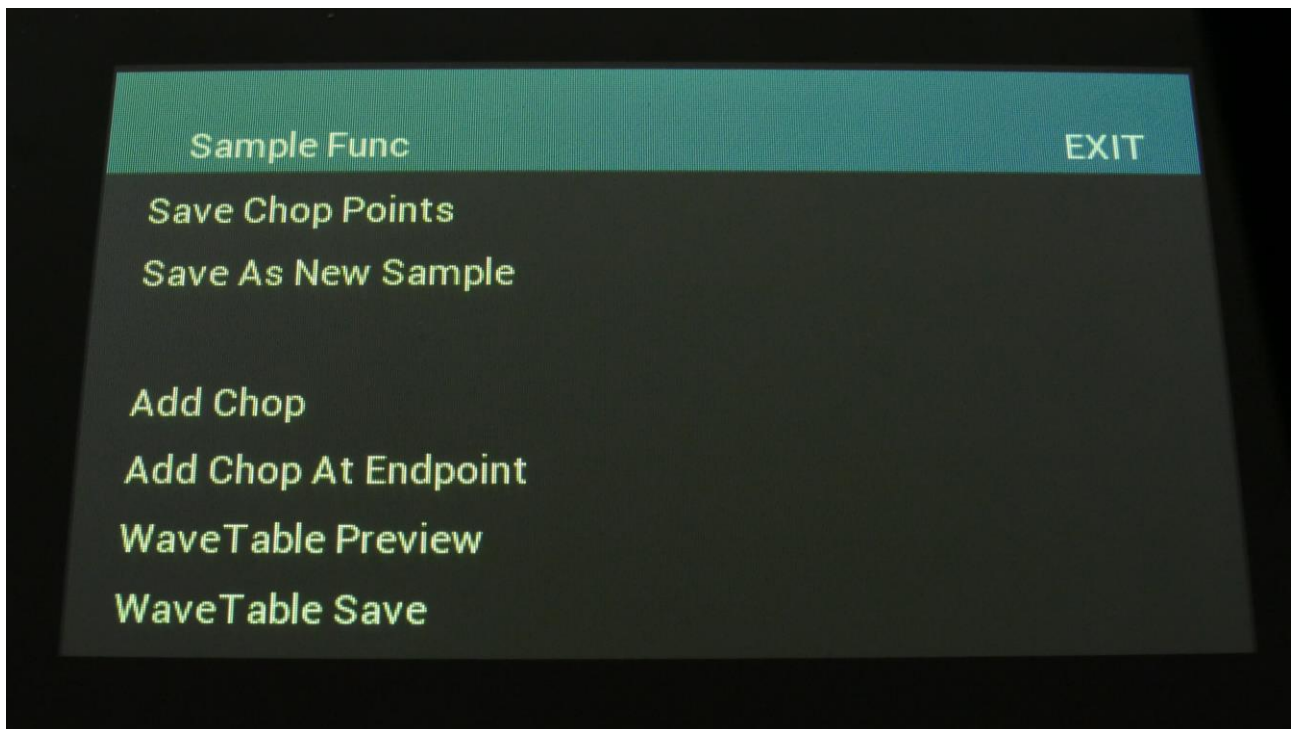 Sample Func EXIT
Save Chop Points
Save As New Sample
Add Chop
Add Chop At Endpoint
WaveTable Preview
WaveTable Save